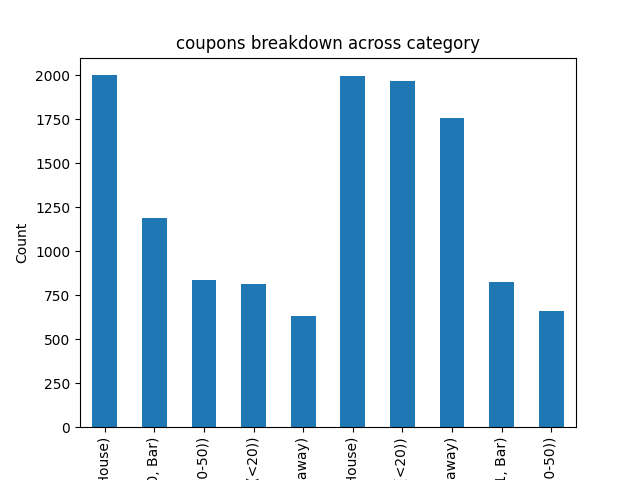 coupons breakdown across category
Count
2000
1750
1500
1250
1000
750
500
250
0
House)
0, Bar)
0-50))
(<20))
away)
House)
(<20))
away)
1, Bar)
0-50))